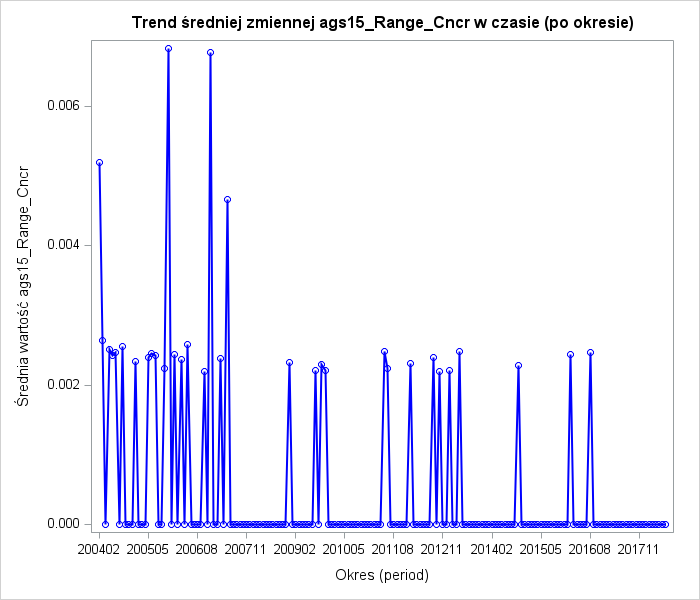 Trend średniej zmiennej ags15_Range_Cncr w czasie (po okresie)
Średnia wartość ags15_Range_Cncr
0.006
0.004
0.002
0.000
200402 200505 200608 200711 200902 201005 201108 201211 201402 201505 201608 201711
Okres (period)